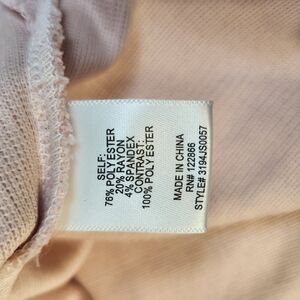 SELF:
76% POLYESTER
20% RAYON
4% SPANDEX
CONTRAST:
100% POLYESTER
MADE IN CHINA
RN# 122866
STYLE# 3194JS0057